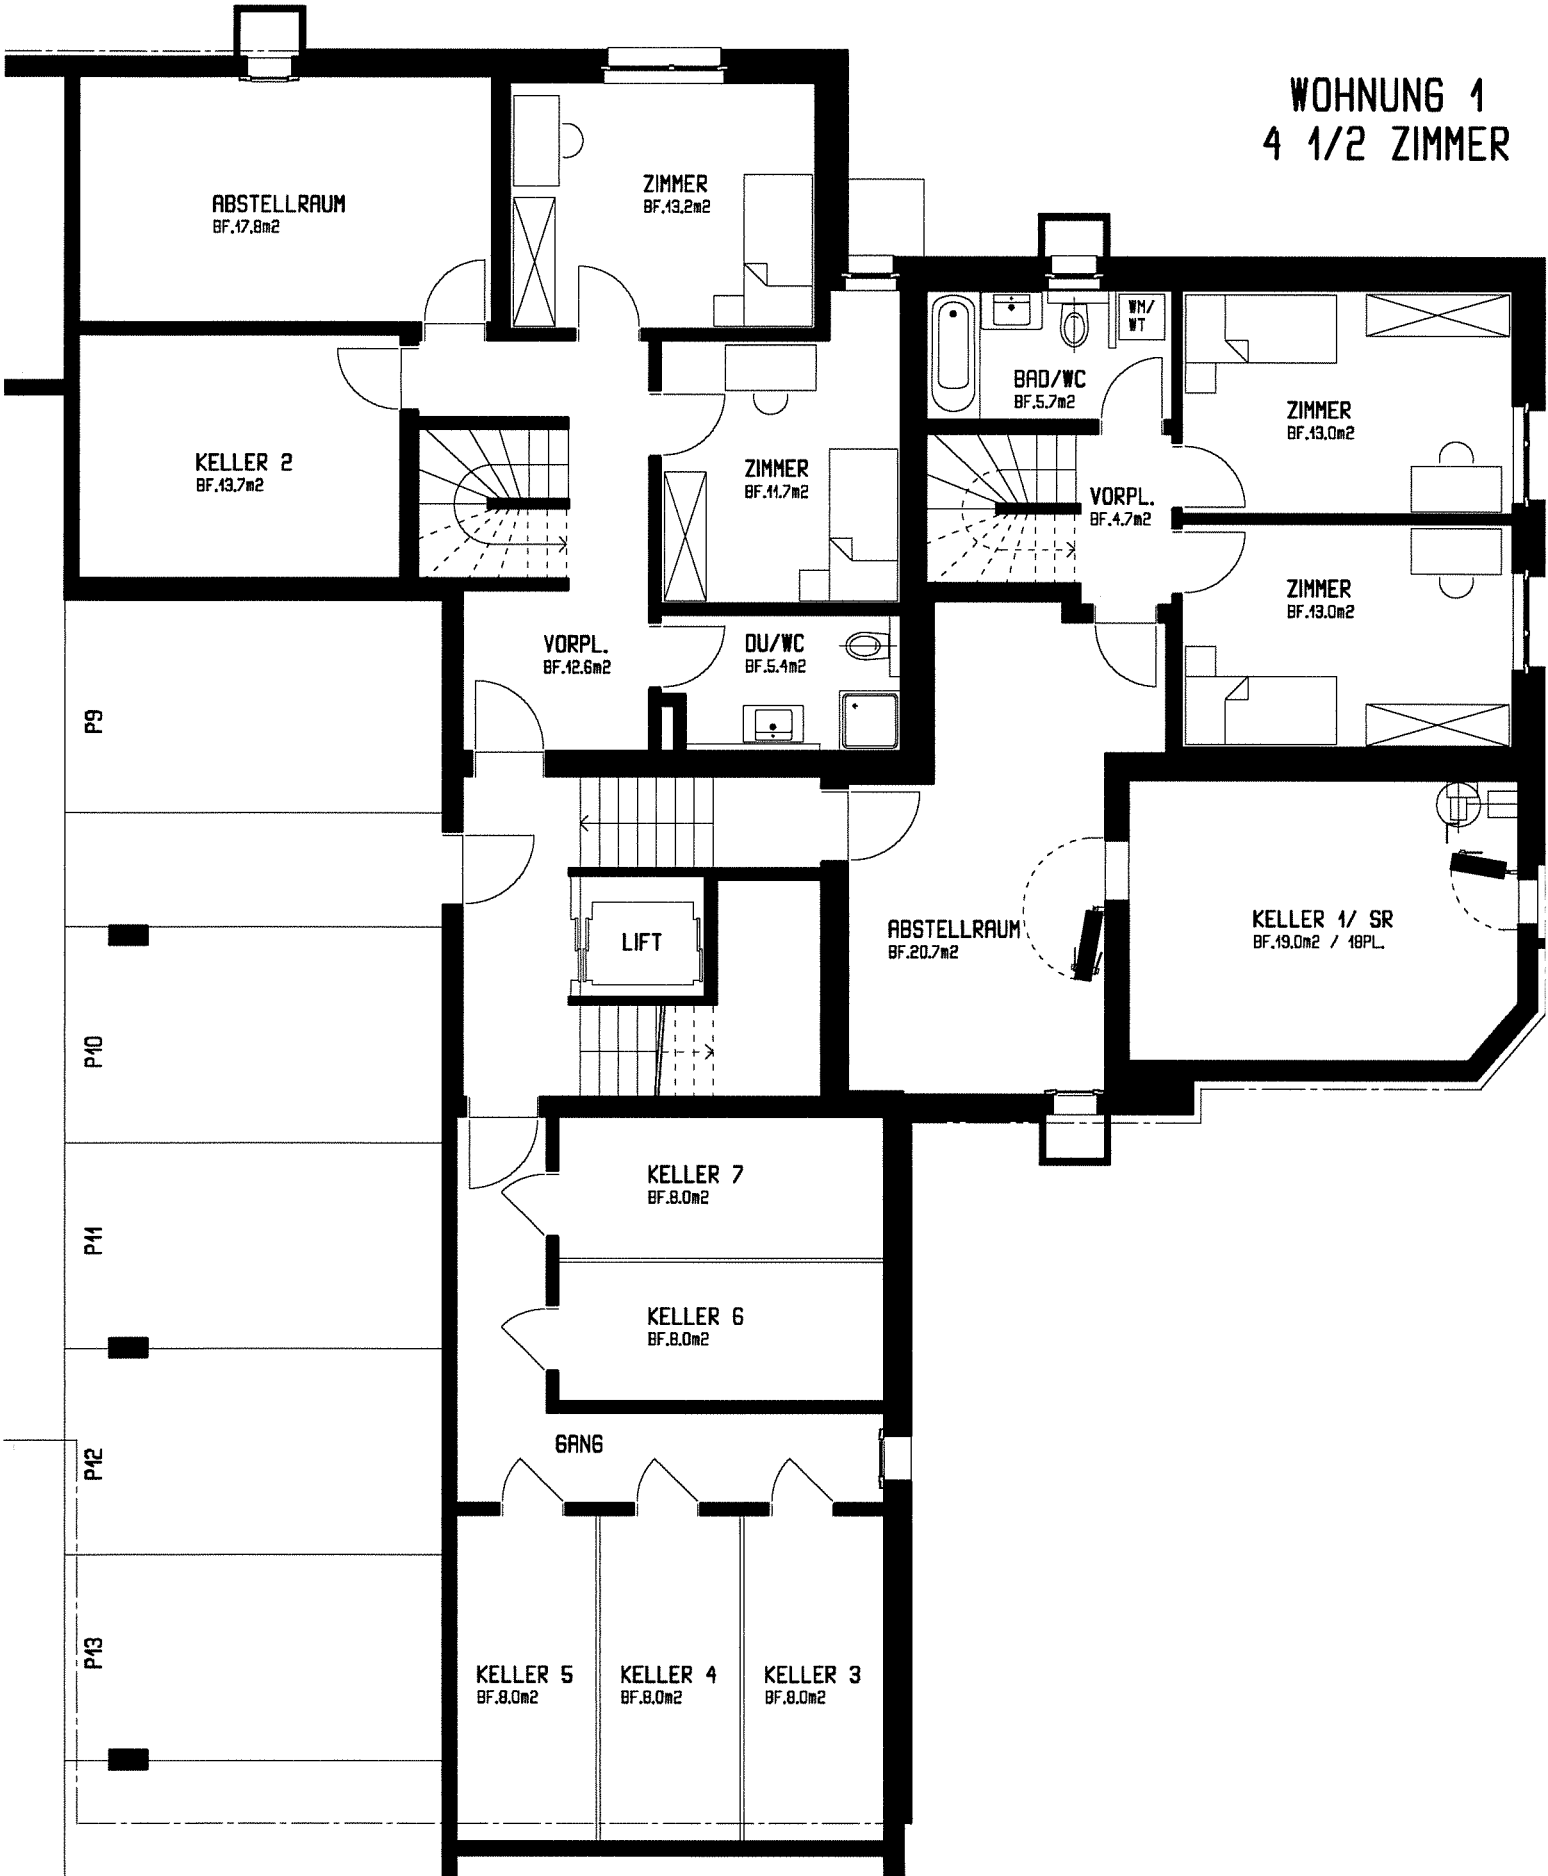 WOHNUNG 1
4 1/2 ZIMMER
ABSTELLRAUM
BF.17.8m2
ZIMMER
BF.13.2m2
KELLER 2
BF.13.7m2
ZIMMER
BF.11.7m2
BAD/WC
BF.5.7m2
WM/
WT
ZIMMER
BF.13.0m2
VORPL.
BF.4.7m2
ZIMMER
BF.13.0m2
VORPL.
BF.12.6m2
DU/WC
BF.5.4m2
P9
LIFT
ABSTELLRAUM
BF.20.7m2
KELLER 1/ SR
BF.19.0m2 / 18PL.
P10
KELLER 7
BF.8.0m2
P11
KELLER 6
BF.8.0m2
GANG
P12
P13
KELLER 5
BF.8.0m2
KELLER 4
BF.8.0m2
KELLER 3
BF.8.0m2